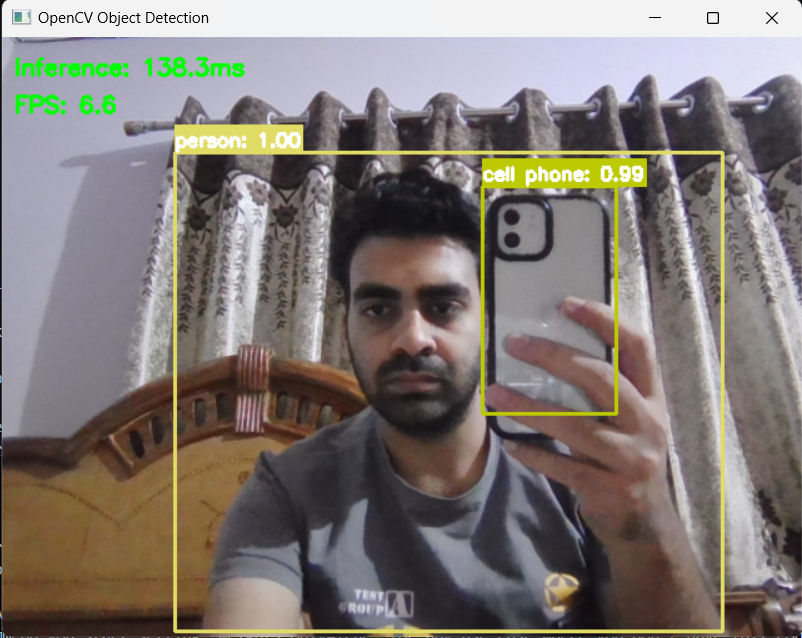 OpenCV Object Detection
Inference: 138.3ms
FPS: 6.6
person: 1.00
cell phone: 0.99
TEST
GROUP A